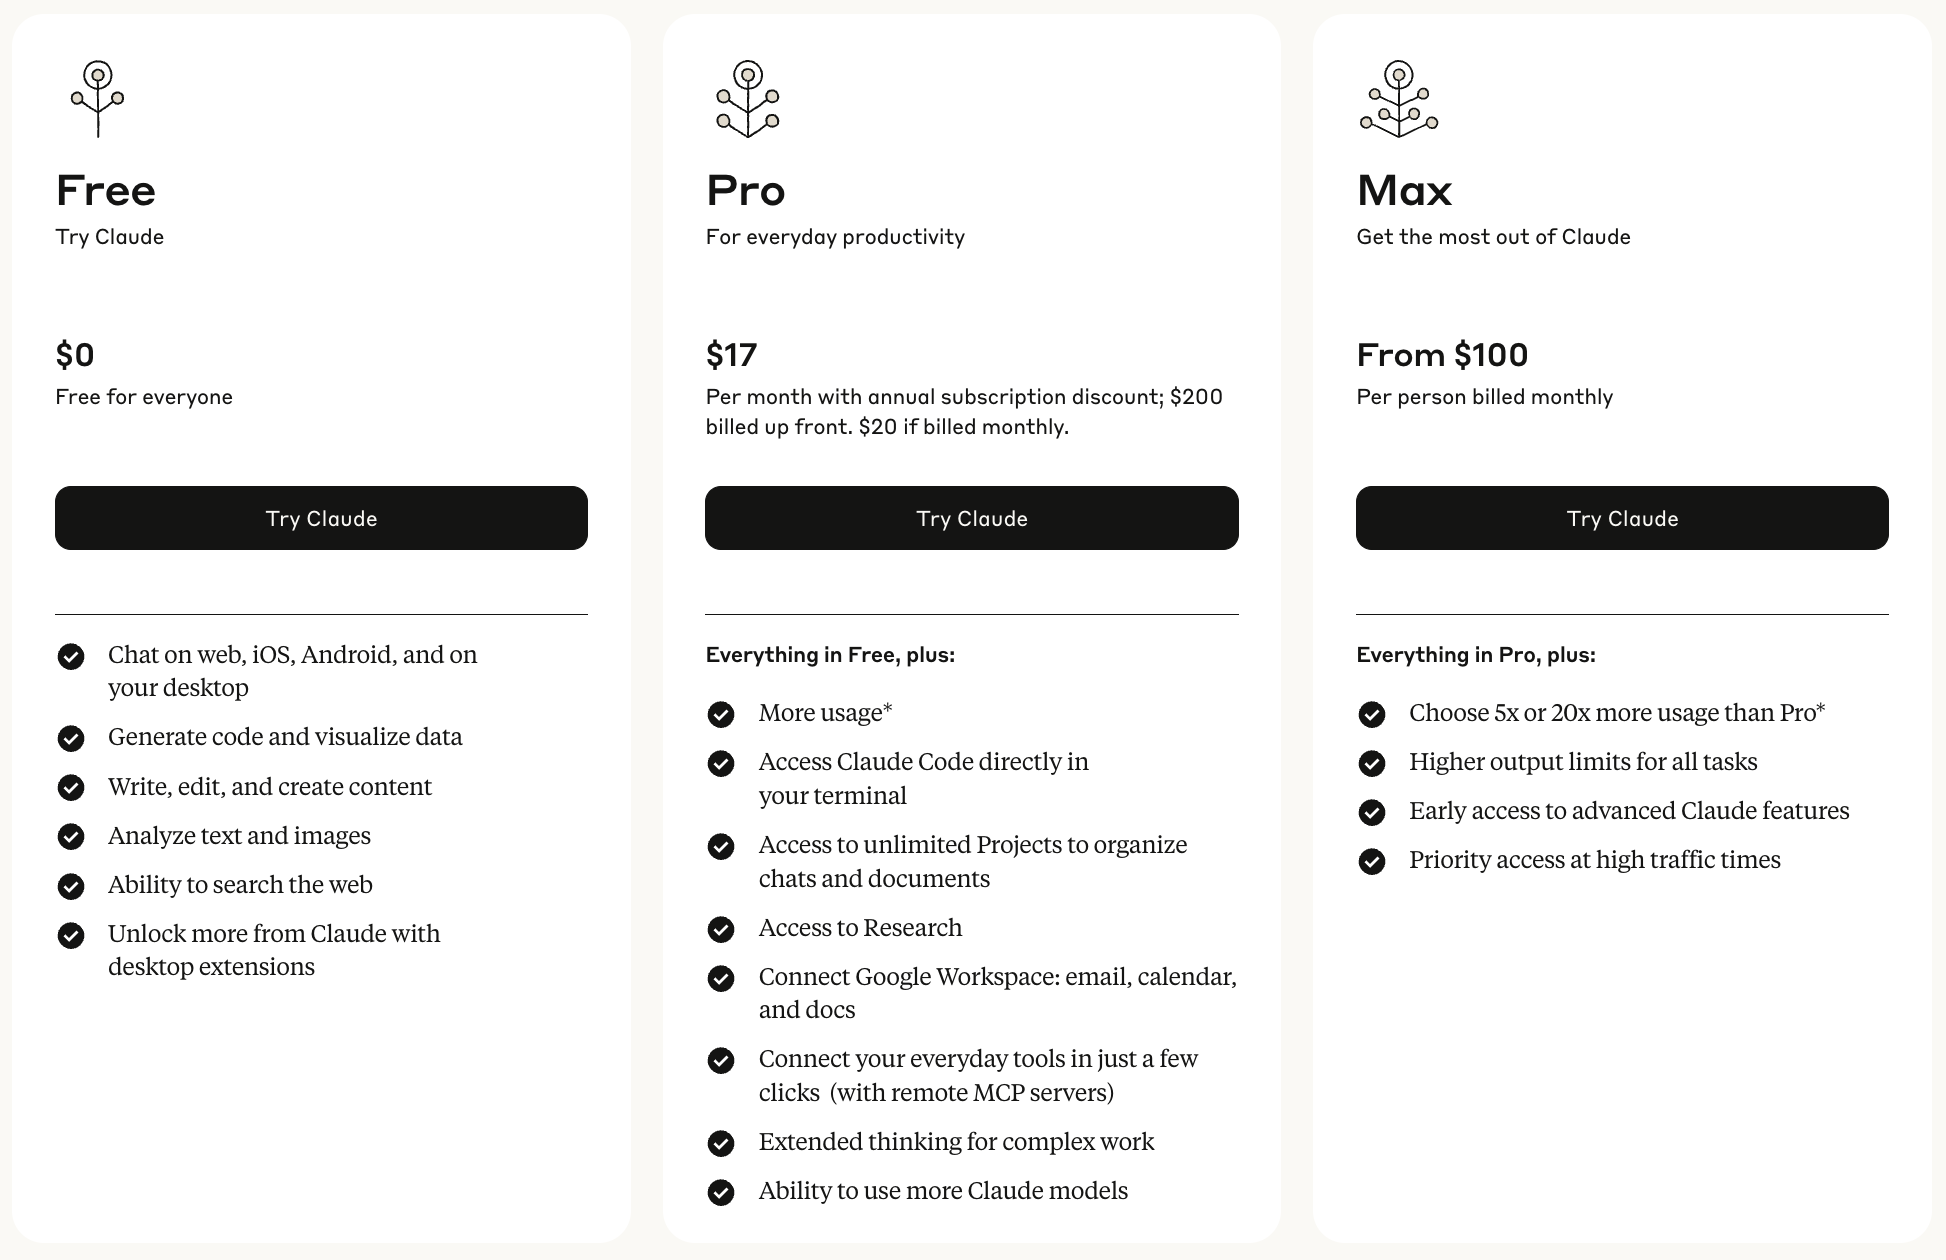 Free
Try Claude
$0
Free for everyone
Try Claude
Chat on web, iOS, Android, and on
your desktop
Generate code and visualize data
Write, edit, and create content
Analyze text and images
Ability to search the web
Unlock more from Claude with
desktop extensions
Pro
For everyday productivity
$17
Per month with annual subscription discount; $200
billed up front. $20 if billed monthly.
Try Claude
Everything in Free, plus:
More usage*
Access Claude Code directly in
your terminal
Access to unlimited Projects to organize
chats and documents
Access to Research
Connect Google Workspace: email, calendar,
and docs
Connect your everyday tools in just a few
clicks  (with remote MCP servers)
Extended thinking for complex work
Ability to use more Claude models
Max
Get the most out of Claude
From $100
Per person billed monthly
Try Claude
Everything in Pro, plus:
Choose 5x or 20x more usage than Pro*
Higher output limits for all tasks
Early access to advanced Claude features
Priority access at high traffic times